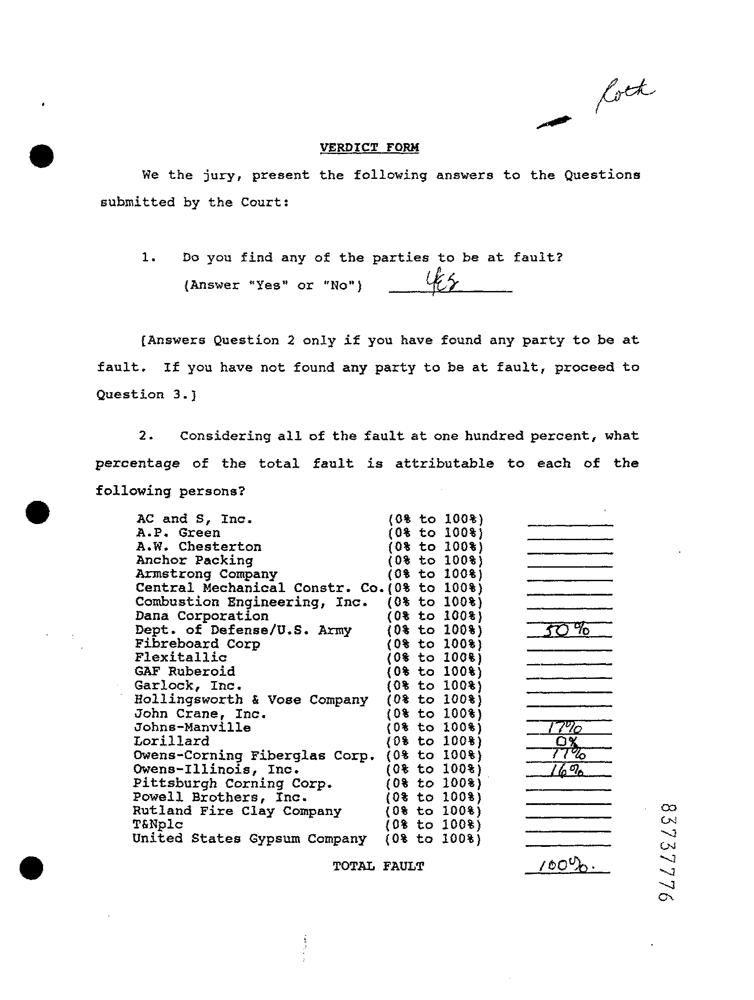 Roth
VERDICT FORM
We the jury, present the following answers to the Questions
submitted by the Court:
1. Do you find any of the parties to be at fault?
(Answer "Yes" or "No") YES
[Answers Question 2 only if you have found any party to be at
fault. If you have not found any party to be at fault, proceed to
Question 3.]
2. Considering all of the fault at one hundred percent, what
percentage of the total fault is attributable to each of the
following persons?
AC and S, Inc. (0% to 100%)
A.P. Green (0% to 100%)
A.W. Chesterton (0% to 100%)
Anchor Packing (0% to 100%)
Armstrong Company (0% to 100%)
Central Mechanical Constr. Co.(0% to 100%)
Combustion Engineering, Inc. (0% to 100%)
Dana Corporation (0% to 100%)
Dept. of Defense/U.S. Army (0% to 100%) 50%
Fibreboard Corp (0% to 100%)
Flexitallic (0% to 100%)
GAF Ruberoid (0% to 100%)
Garlock, Inc. (0% to 100%)
Hollingsworth & Vose Company (0% to 100%)
John Crane, Inc. (0% to 100%)
Johns-Manville (0% to 100%) 17%
Lorillard (0% to 100%) 0%
Owens-Corning Fiberglas Corp. (0% to 100%) 17%
Owens-Illinois, Inc. (0% to 100%) 16%
Pittsburgh Corning Corp. (0% to 100%)
Powell Brothers, Inc. (0% to 100%)
Rutland Fire Clay Company (0% to 100%)
T&Nplc (0% to 100%)
United States Gypsum Company (0% to 100%)
TOTAL FAULT 100%.
83737776